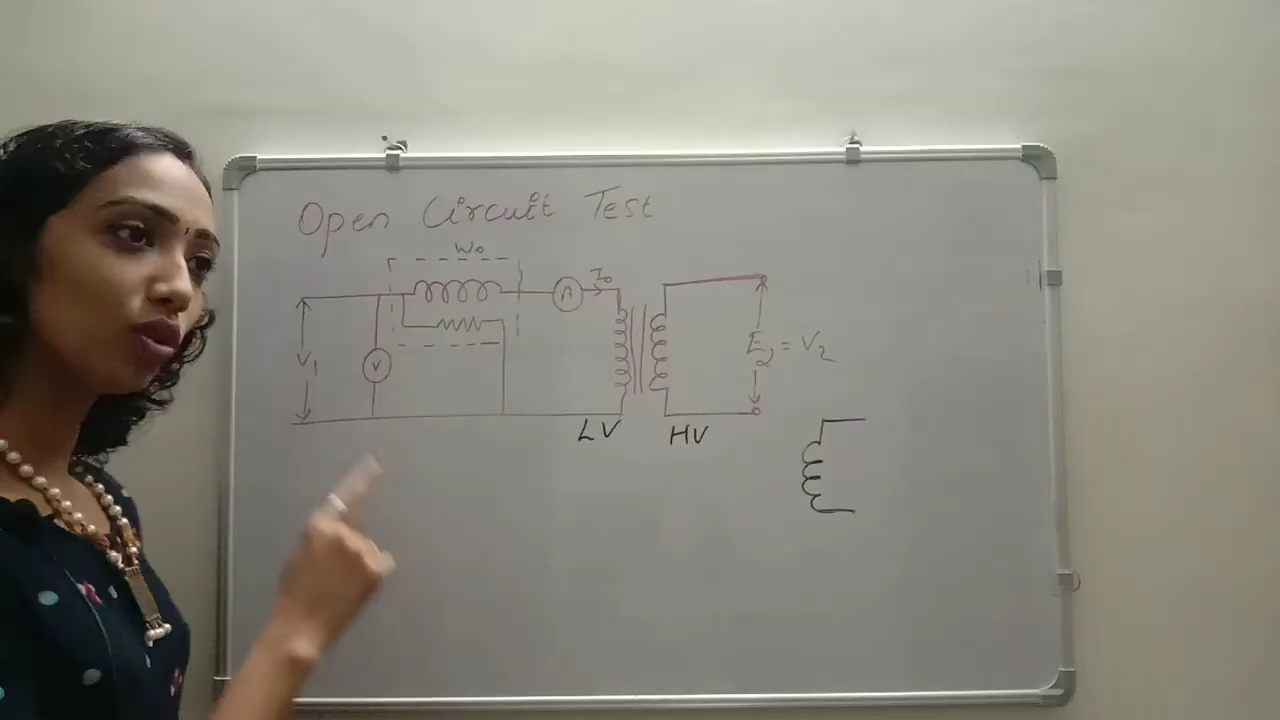 Open Circuit Test
W₀
A I₀
V₁ V E₂ = V₂
LV HV